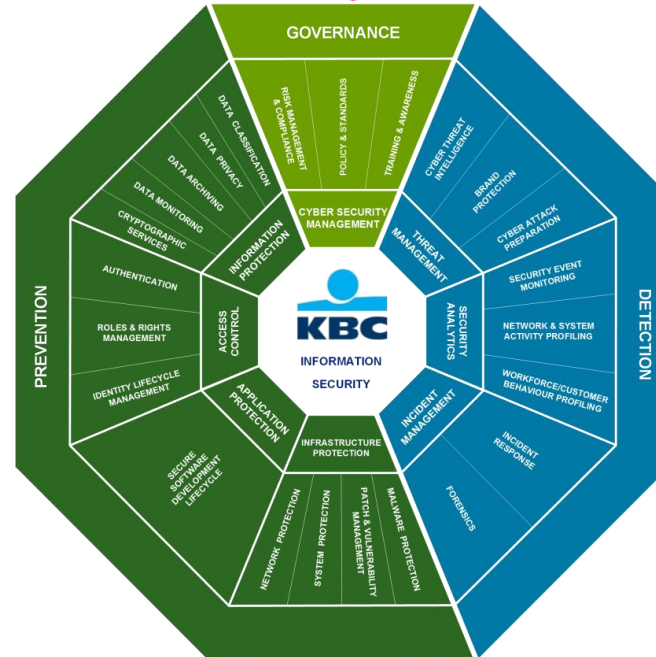 GOVERNANCE
RISK MANAGEMENT
& COMPLIANCE
POLICY & STANDARDS
TRAINING & AWARENESS
CYBER SECURITY
MANAGEMENT
DETECTION
CYBER THREAT
INTELLIGENCE
BRAND
PROTECTION
CYBER ATTACK
PREPARATION
THREAT
MANAGEMENT
SECURITY EVENT
MONITORING
NETWORK & SYSTEM
ACTIVITY PROFILING
WORKFORCE/CUSTOMER
BEHAVIOUR PROFILING
SECURITY
ANALYTICS
INCIDENT
RESPONSE
FORENSICS
INCIDENT
MANAGEMENT
PREVENTION
DATA CLASSIFICATION
DATA PRIVACY
DATA ARCHIVING
DATA MONITORING
CRYPTOGRAPHIC
SERVICES
INFORMATION
PROTECTION
AUTHENTICATION
ROLES & RIGHTS
MANAGEMENT
IDENTITY LIFECYCLE
MANAGEMENT
ACCESS
CONTROL
SECURE
SOFTWARE
DEVELOPMENT
LIFECYCLE
APPLICATION
PROTECTION
INFRASTRUCTURE
PROTECTION
NETWORK PROTECTION
SYSTEM PROTECTION
PATCH & VULNERABILITY
MANAGEMENT
MALWARE PROTECTION
KBC
INFORMATION
SECURITY